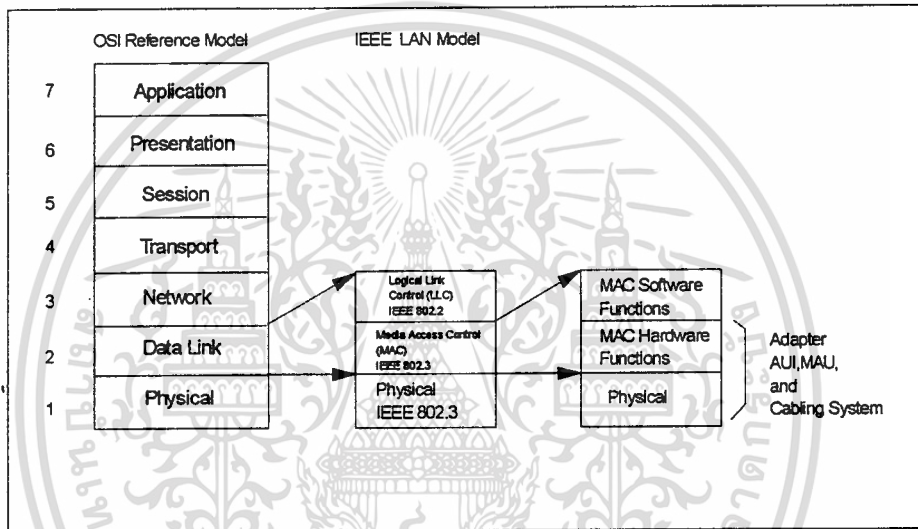 OSI Reference Model
IEEE LAN Model
7 Application
6 Presentation
5 Session
4 Transport
3 Network
2 Data Link
1 Physical
Logical Link
Control (LLC)
IEEE 802.2
Media Access Control
(MAC)
IEEE 802.3
Physical
IEEE 802.3
MAC Software
Functions
MAC Hardware
Functions
Physical
Adapter
AUI,MAU,
and
Cabling System